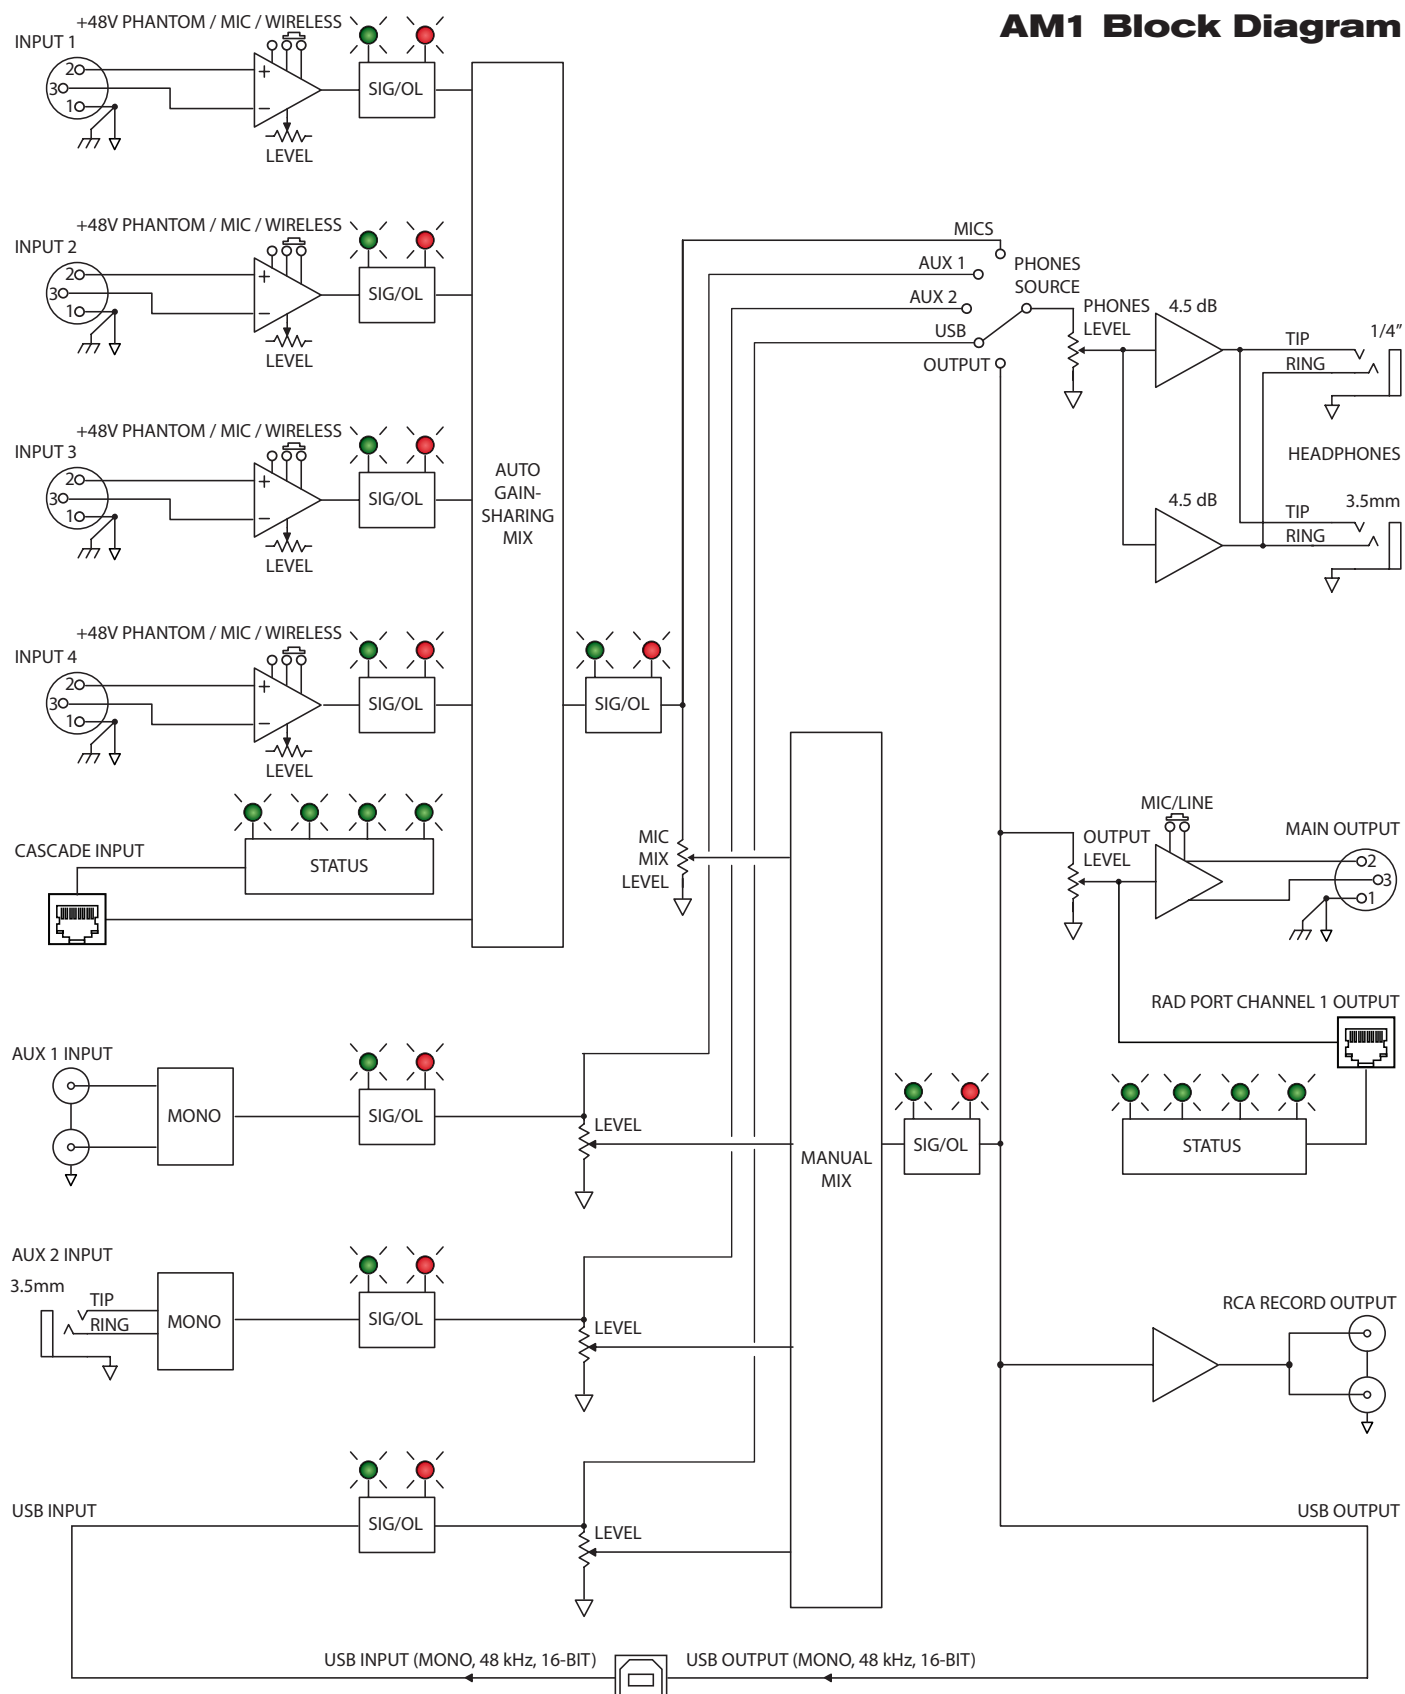 AM1 Block Diagram
+48V PHANTOM / MIC / WIRELESS
INPUT 1
2
3
1
+
−
LEVEL
SIG/OL
+48V PHANTOM / MIC / WIRELESS
INPUT 2
2
3
1
+
−
LEVEL
SIG/OL
+48V PHANTOM / MIC / WIRELESS
INPUT 3
2
3
1
+
−
LEVEL
SIG/OL
+48V PHANTOM / MIC / WIRELESS
INPUT 4
2
3
1
+
−
LEVEL
SIG/OL
CASCADE INPUT
STATUS
AUTO
GAIN-
SHARING
MIX
SIG/OL
MIC
MIX
LEVEL
AUX 1 INPUT
MONO
SIG/OL
LEVEL
AUX 2 INPUT
3.5mm
TIP
RING
MONO
SIG/OL
LEVEL
USB INPUT
SIG/OL
LEVEL
MANUAL
MIX
SIG/OL
MICS
AUX 1
AUX 2
USB
OUTPUT
PHONES
SOURCE
PHONES
LEVEL
4.5 dB
TIP
RING
1/4”
HEADPHONES
4.5 dB
TIP
RING
3.5mm
MIC/LINE
OUTPUT
LEVEL
MAIN OUTPUT
2
3
1
RAD PORT CHANNEL 1 OUTPUT
STATUS
RCA RECORD OUTPUT
USB OUTPUT
USB INPUT (MONO, 48 kHz, 16-BIT)
USB OUTPUT (MONO, 48 kHz, 16-BIT)